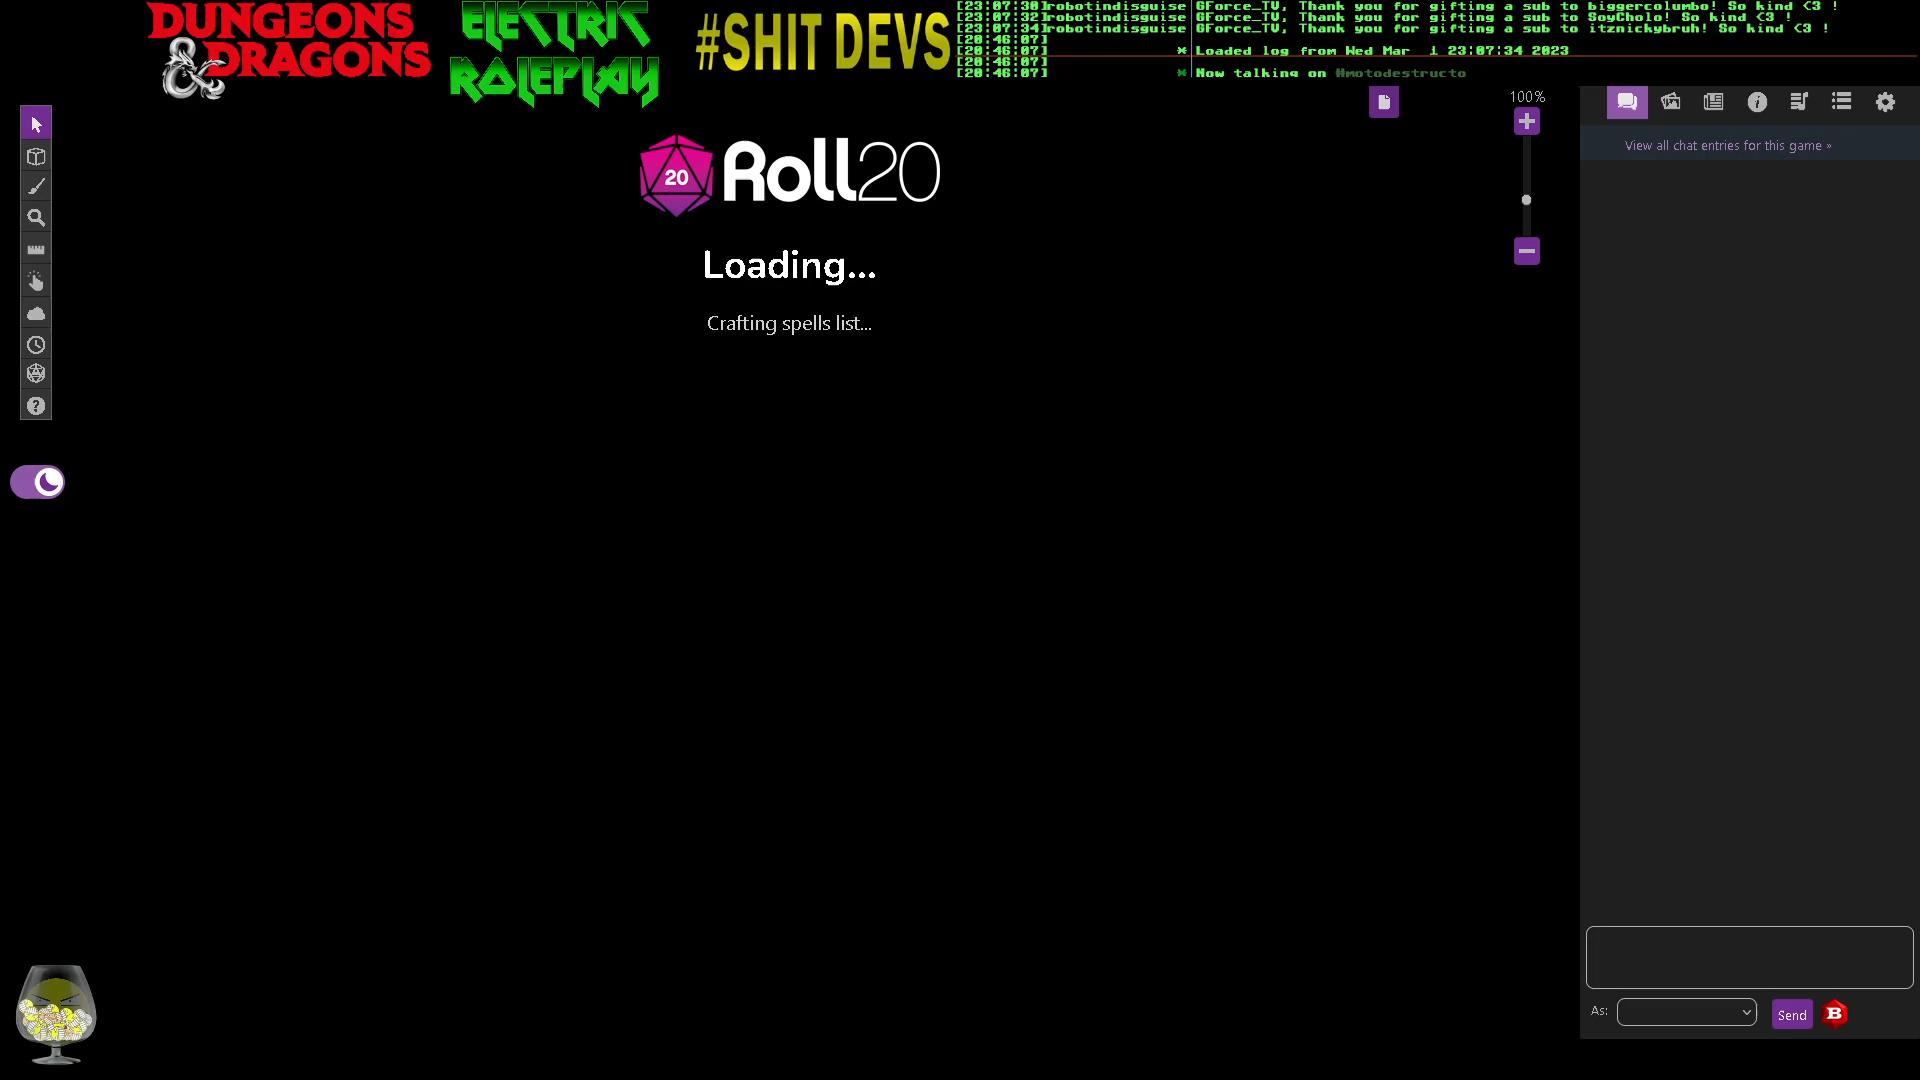 DUNGEONS
& DRAGONS
ELECTRIC
ROLEPLAY
#SHIT DEVS
[23:07:30] robotindisguise GForce_TV, Thank you for gifting a sub to biggercolumbo! So kind <3 !
[23:07:32] robotindisguise GForce_TV, Thank you for gifting a sub to SoyCholo! So kind <3 !
[23:07:34] robotindisguise GForce_TV, Thank you for gifting a sub to itznickybruh! So kind <3 !
[20:46:07]
[20:46:07] * Loaded log from Wed Mar 1 23:07:34 2023
[20:46:07]
[20:46:07] * Now talking on #motodestructo
100%
View all chat entries for this game »
20 Roll20
Loading...
Crafting spells list...
As:
Send
B